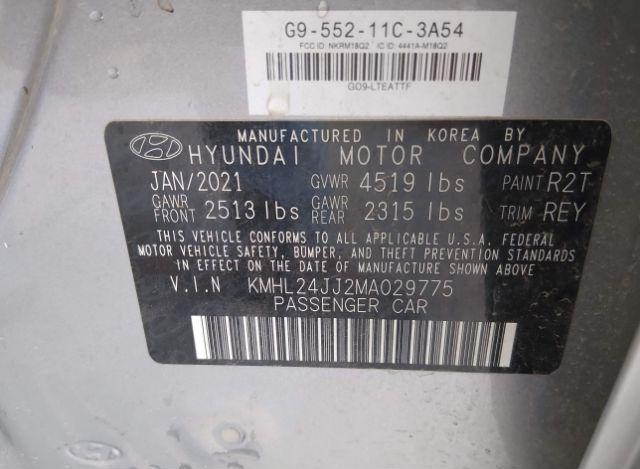 G9-552-11C-3A54
FCC ID: NKRM18Q2 IC ID: 4441A-M18Q2
GO9-LTEATTF
MANUFACTURED IN KOREA BY
HYUNDAI MOTOR COMPANY
JAN/2021 GVWR 4519 lbs PAINT R2T
GAWR FRONT 2513 lbs GAWR REAR 2315 lbs TRIM REY
THIS VEHICLE CONFORMS TO ALL APPLICABLE U.S.A. FEDERAL
MOTOR VEHICLE SAFETY, BUMPER, AND THEFT PREVENTION STANDARDS
IN EFFECT ON THE DATE OF MANUFACTURE SHOWN ABOVE
V.I.N KMHL24JJ2MA029775
PASSENGER CAR